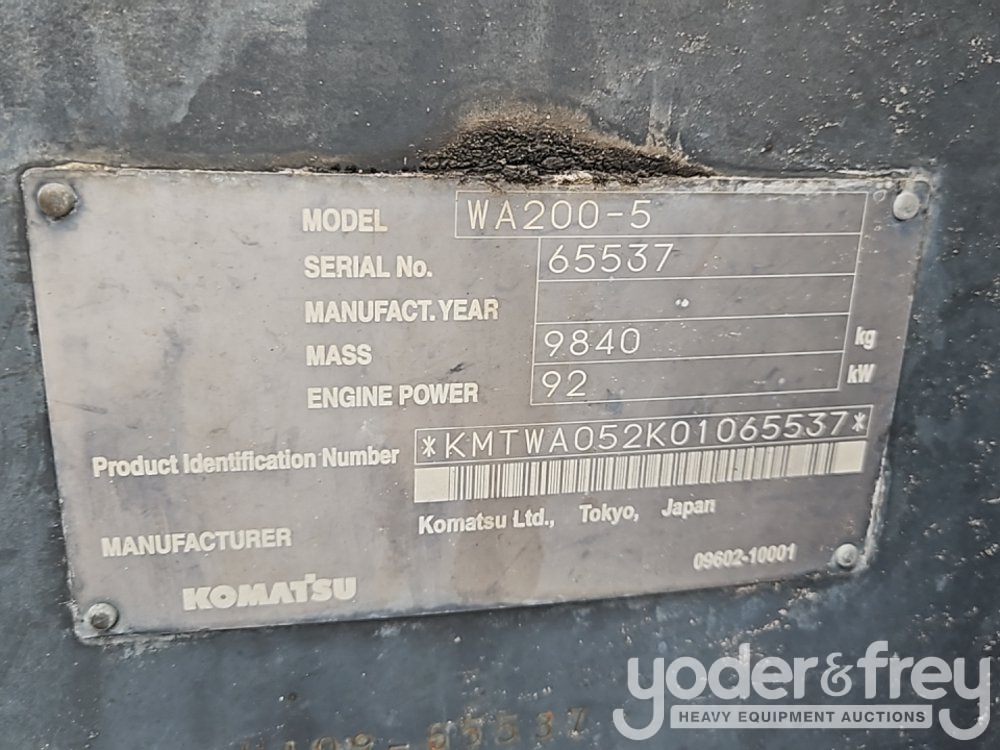 MODEL WA200-5
SERIAL No. 65537
MANUFACT. YEAR
MASS 9840 kg
ENGINE POWER 92 kW
Product Identification Number *KMTWA052K01065537*
MANUFACTURER Komatsu Ltd., Tokyo, Japan
09602-10001
KOMATSU
65537
yoder&frey
HEAVY EQUIPMENT AUCTIONS